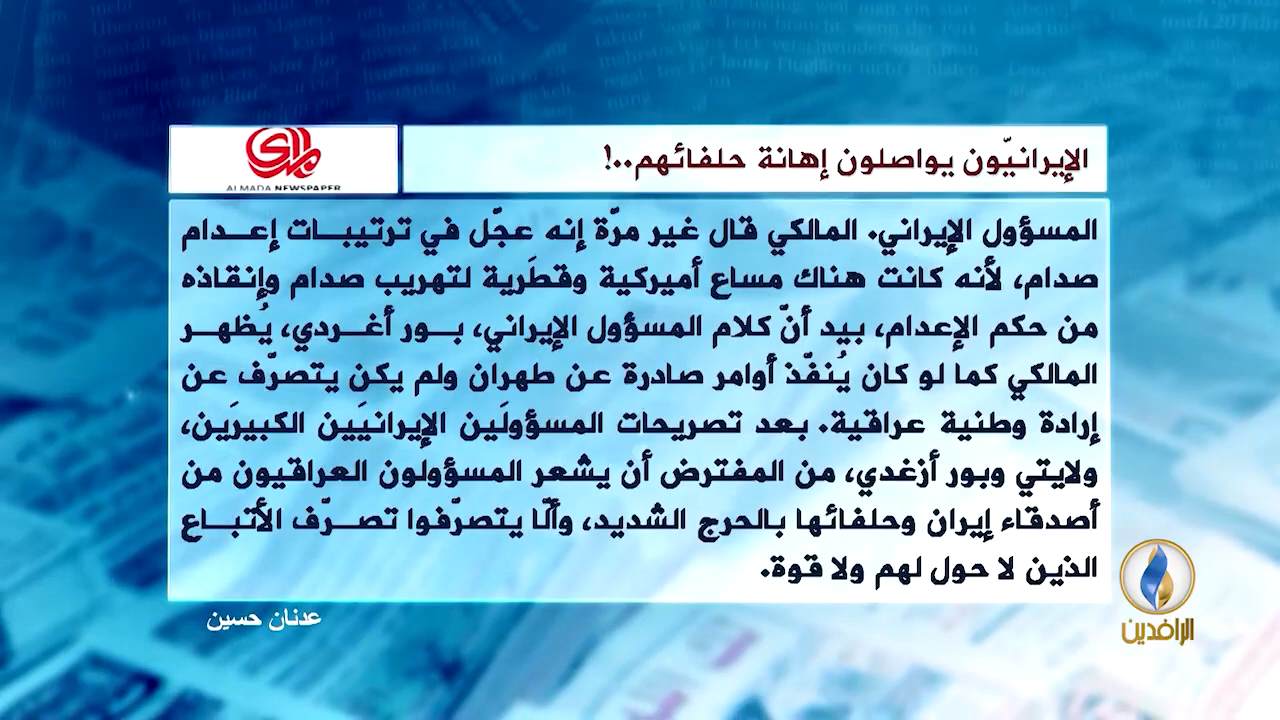 الإيرانيّون يواصلون إهانة حلفائهم..!
المدى
ALMADA NEWSPAPER
المسؤول الإيراني. المالكي قال غير مرّة إنه عجّل في ترتيبات إعدام
صدام، لأنه كانت هناك مساع أميركية وقطَرية لتهريب صدام وإنقاذه
من حكم الإعدام، بيد أنّ كلام المسؤول الإيراني، بور أغردي، يُظهر
المالكي كما لو كان يُنفّذ أوامر صادرة عن طهران ولم يكن يتصرّف عن
إرادة وطنية عراقية. بعد تصريحات المسؤولَين الإيرانيَين الكبيرَين،
ولايتي وبور أزغدي، من المفترض أن يشعر المسؤولون العراقيون من
أصدقاء إيران وحلفائها بالحرج الشديد، وألّا يتصرّفوا تصرّف الأتباع
الذين لا حول لهم ولا قوة.
عدنان حسين
الرافدين